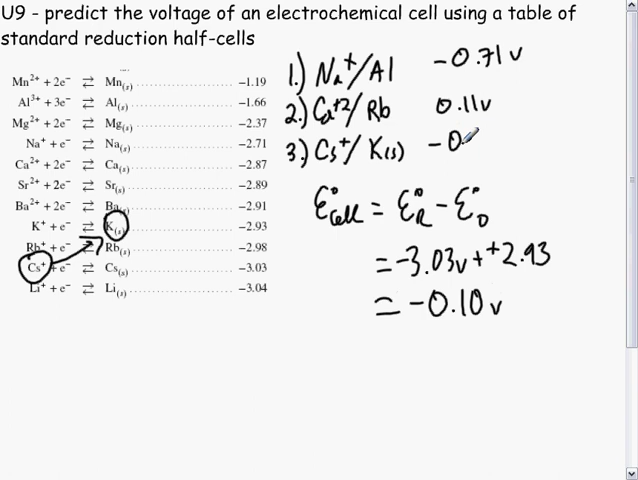 U9 - predict the voltage of an electrochemical cell using a table of
standard reduction half-cells
Mn²⁺ + 2e⁻ ⇄ Mn(s) .................... −1.19
Al³⁺ + 3e⁻ ⇄ Al(s) .................... −1.66
Mg²⁺ + 2e⁻ ⇄ Mg(s) .................... −2.37
Na⁺ + e⁻ ⇄ Na(s) .................... −2.71
Ca²⁺ + 2e⁻ ⇄ Ca(s) .................... −2.87
Sr²⁺ + 2e⁻ ⇄ Sr(s) .................... −2.89
Ba²⁺ + 2e⁻ ⇄ Ba(s) .................... −2.91
K⁺ + e⁻ ⇄ K(s) .................... −2.93
Rb⁺ + e⁻ ⇄ Rb(s) .................... −2.98
Cs⁺ + e⁻ ⇄ Cs(s) .................... −3.03
Li⁺ + e⁻ ⇄ Li(s) .................... −3.04
1.) Na⁺/Al −0.71v
2.) Ca⁺²/Rb 0.11v
3.) Cs⁺/K(s) −0
E°cell = E°R − E°O
= −3.03v + ⁺2.93
= −0.10v